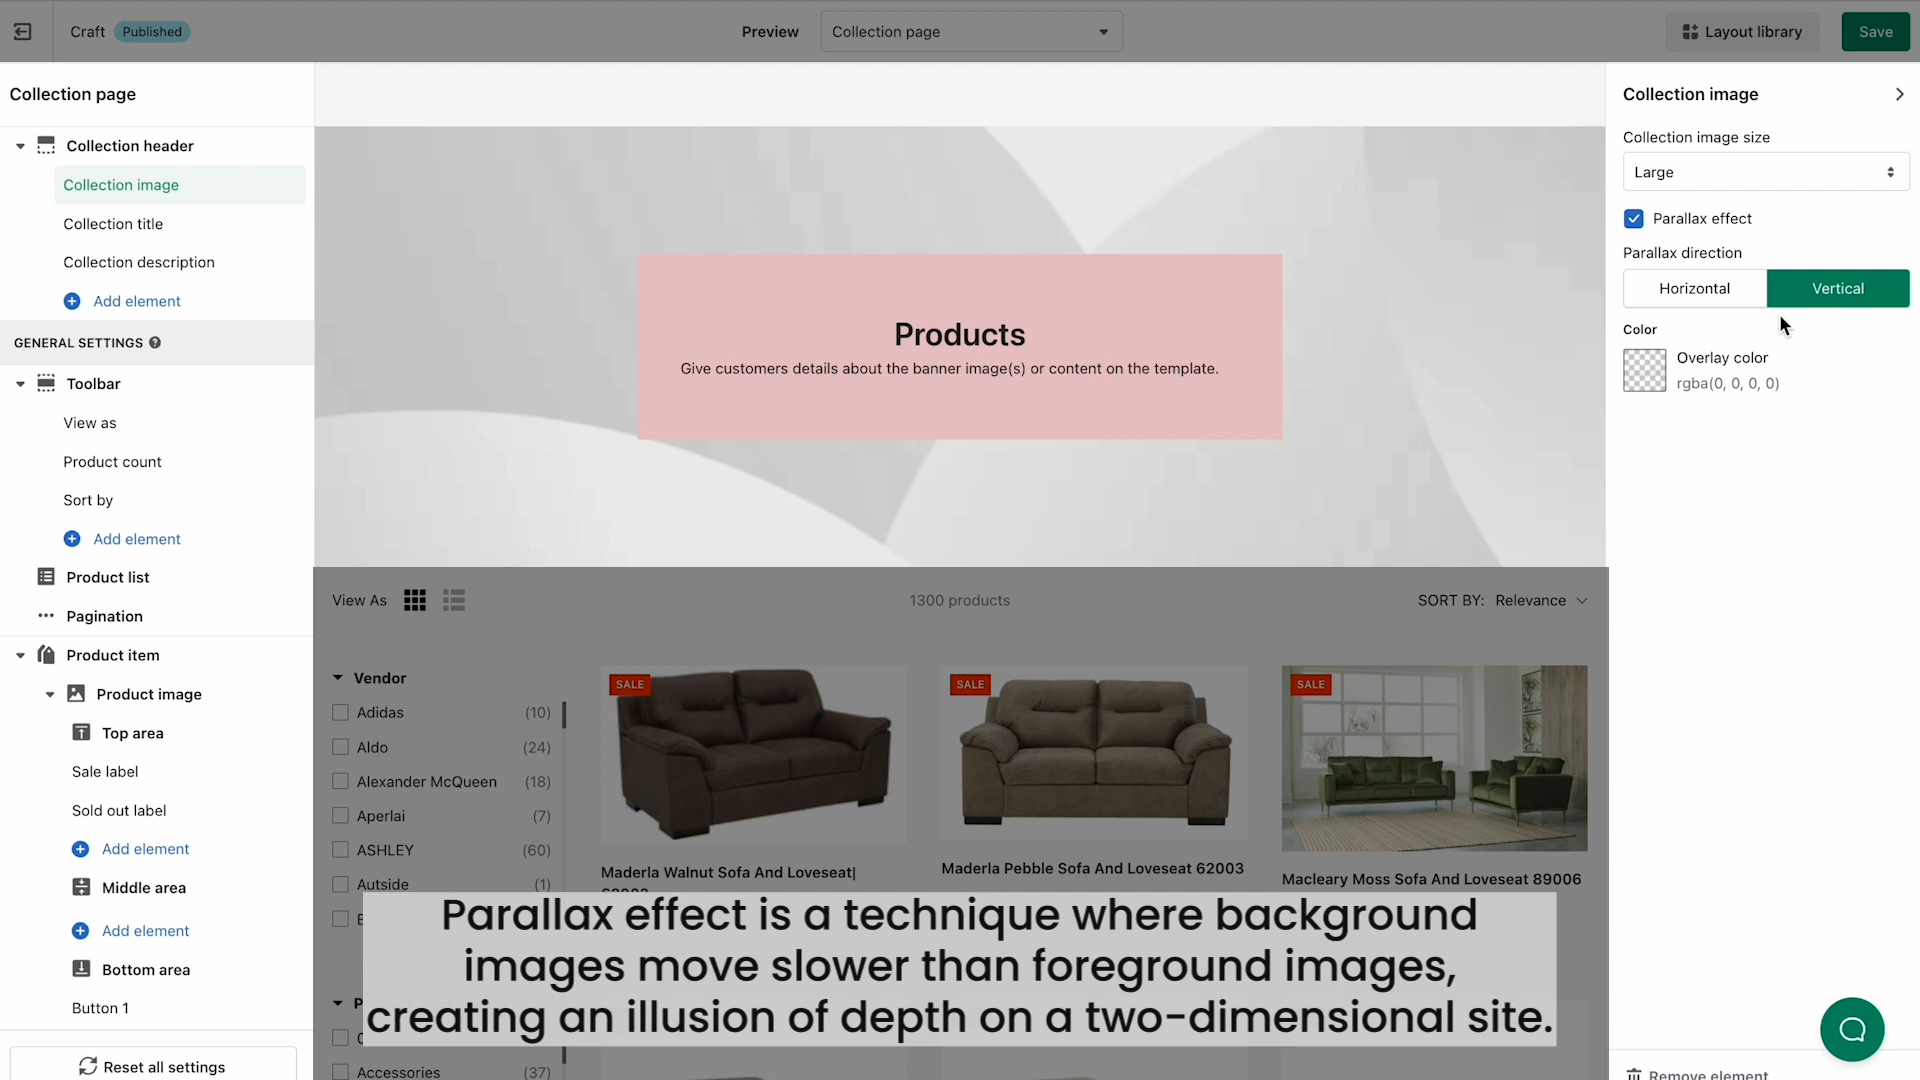 Craft Published Preview Collection page Layout library Save
Collection page
Collection header
Collection image
Collection title
Collection description
Add element
GENERAL SETTINGS
Toolbar
View as
Product count
Sort by
Add element
Product list
Pagination
Product item
Product image
Top area
Sale label
Sold out label
Add element
Middle area
Add element
Bottom area
Button 1
Reset all settings
Products
Give customers details about the banner image(s) or content on the template.
View As 1300 products SORT BY: Relevance
Vendor
Adidas (10)
Aldo (24)
Alexander McQueen (18)
Aperlai (7)
ASHLEY (60)
Autside (1)
Accessories (37)
SALE
Maderla Walnut Sofa And Loveseat|
SALE
Maderla Pebble Sofa And Loveseat 62003
SALE
Macleary Moss Sofa And Loveseat 89006
Parallax effect is a technique where background
images move slower than foreground images,
creating an illusion of depth on a two-dimensional site.
Collection image
Collection image size
Large
Parallax effect
Parallax direction
Horizontal Vertical
Color
Overlay color
rgba(0, 0, 0, 0)
Remove element